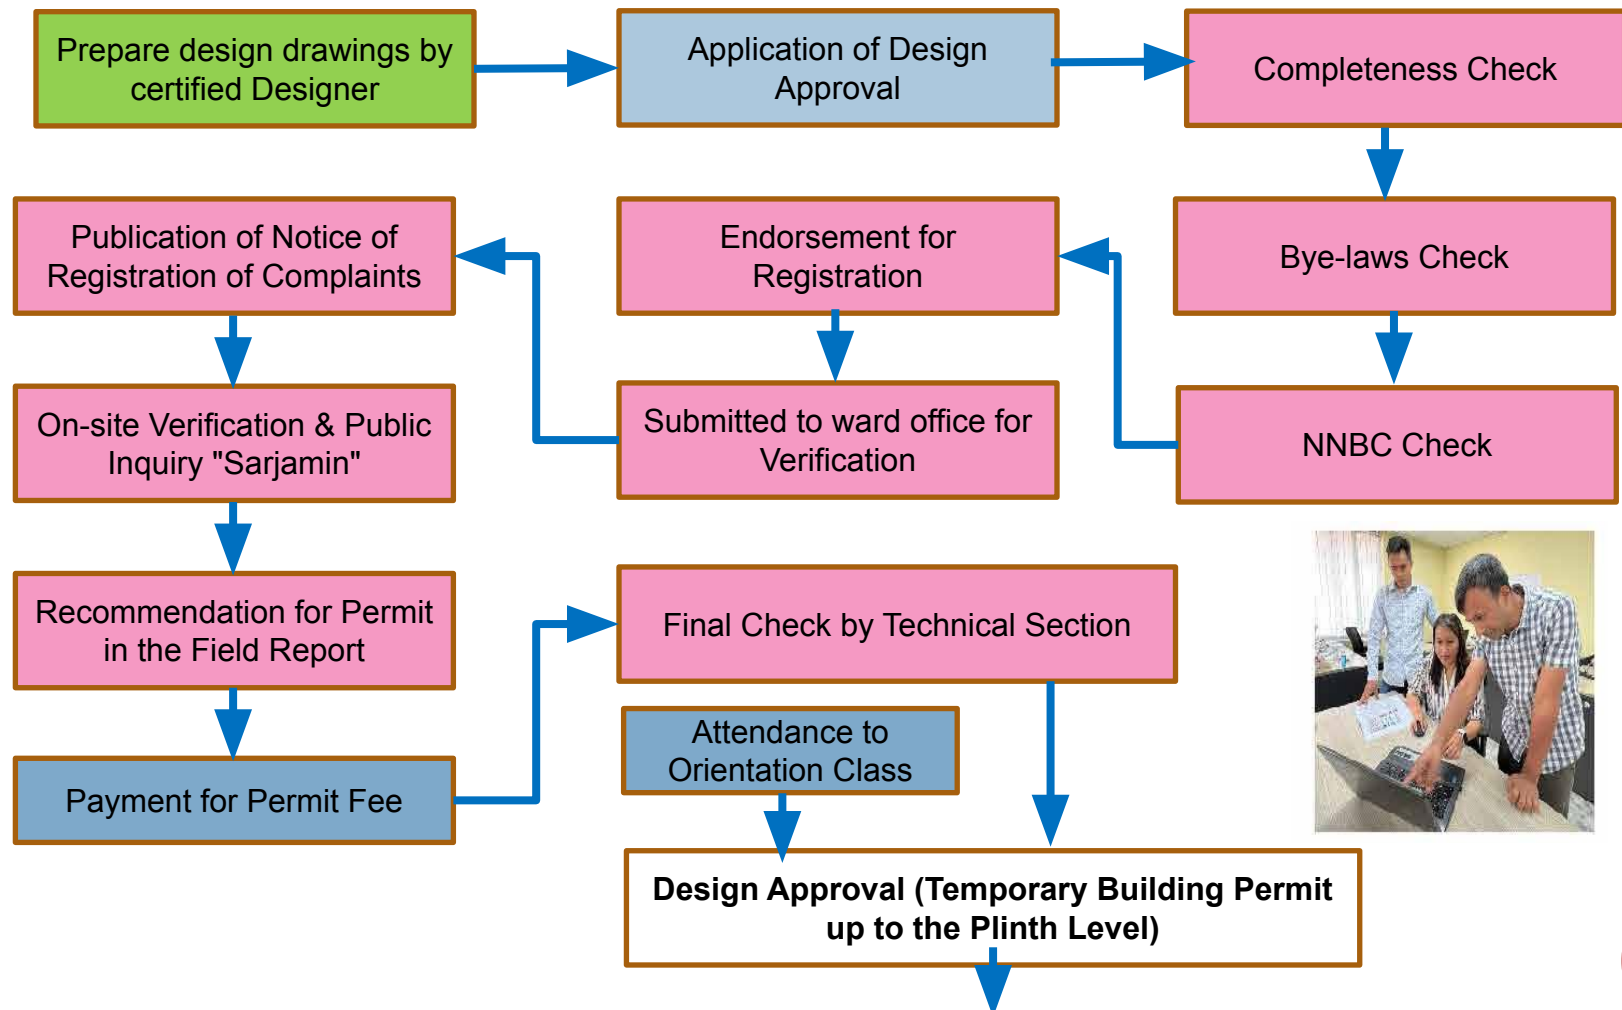 Prepare design drawings by
certified Designer
Application of Design
Approval
Completeness Check
Bye-laws Check
NNBC Check
Endorsement for
Registration
Submitted to ward office for
Verification
Publication of Notice of
Registration of Complaints
On-site Verification & Public
Inquiry "Sarjamin"
Recommendation for Permit
in the Field Report
Payment for Permit Fee
Final Check by Technical Section
Attendance to
Orientation Class
Design Approval (Temporary Building Permit
up to the Plinth Level)